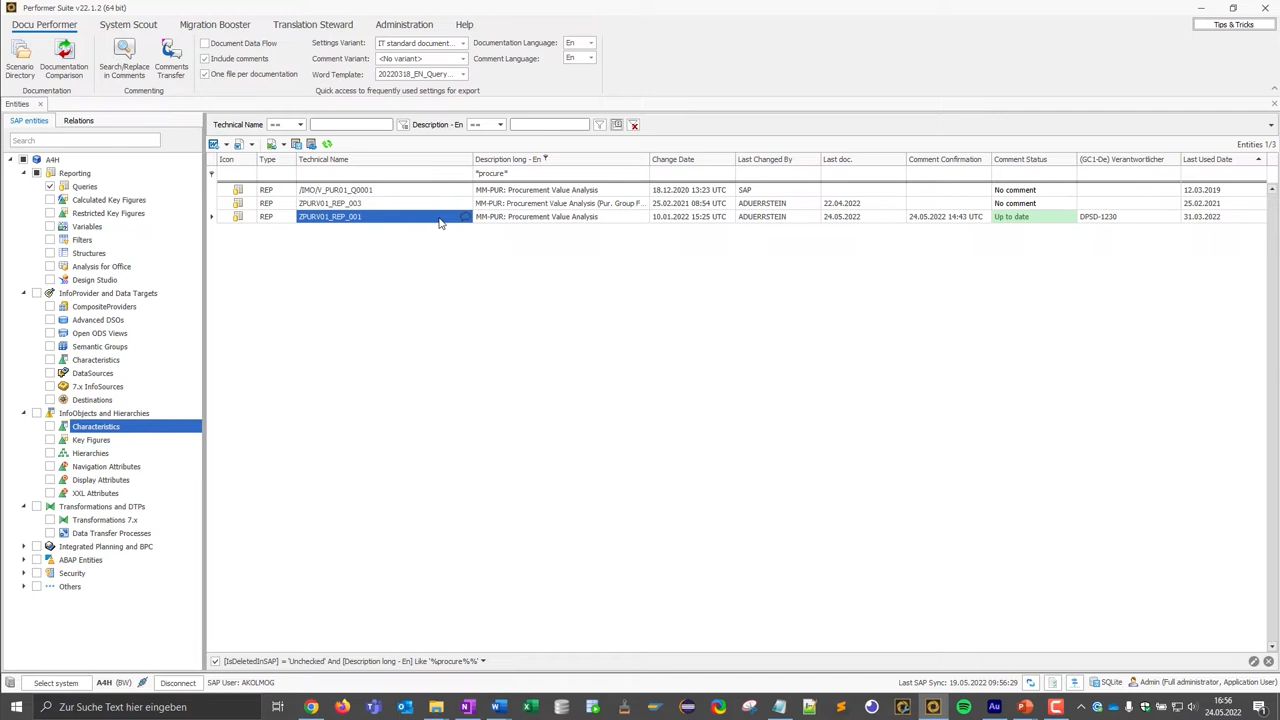 Performer Suite v22.1.2 (64 bit)
Docu Performer System Scout Migration Booster Translation Steward Administration Help Tips & Tricks
Scenario Directory
Documentation Comparison
Documentation
Search/Replace in Comments
Comments Transfer
Commenting
Document Data Flow Settings Variant: IT standard document... Documentation Language: En
Include comments Comment Variant: <No variant> Comment Language: En
One file per documentation Word Template: 20220318_EN_Query...
Quick access to frequently used settings for export
Entities
SAP entities Relations
Search
Technical Name == Description - En ==
Entities 1/3
Icon Type Technical Name Description long - En Change Date Last Changed By Last doc. Comment Confirmation Comment Status (GC1-De) Verantwortlicher Last Used Date
*procure*
REP /IMO/V_PUR01_Q0001 MM-PUR: Procurement Value Analysis 18.12.2020 13:23 UTC SAP No comment 12.03.2019
REP ZPURV01_REP_003 MM-PUR: Procurement Value Analysis (Pur. Group F... 25.02.2021 08:54 UTC ADUERRSTEIN 22.04.2022 No comment 25.02.2021
REP ZPURV01_REP_001 MM-PUR: Procurement Value Analysis 10.01.2022 15:25 UTC ADUERRSTEIN 24.05.2022 24.05.2022 14:43 UTC Up to date DPSD-1230 31.03.2022
A4H
Reporting
Queries
Calculated Key Figures
Restricted Key Figures
Variables
Filters
Structures
Analysis for Office
Design Studio
InfoProvider and Data Targets
CompositeProviders
Advanced DSOs
Open ODS Views
Semantic Groups
Characteristics
DataSources
7.x InfoSources
Destinations
InfoObjects and Hierarchies
Characteristics
Key Figures
Hierarchies
Navigation Attributes
Display Attributes
XXL Attributes
Transformations and DTPs
Transformations 7.x
Data Transfer Processes
Integrated Planning and BPC
ABAP Entities
Security
Others
[IsDeletedInSAP] = 'Unchecked' And [Description long - En] Like '%procure%%'
Select system A4H (BW) Disconnect SAP User: AKOLMOG Last SAP Sync: 19.05.2022 09:56:29 SQLite Admin (Full administrator, Application User)
Zur Suche Text hier eingeben
16:56
24.05.2022